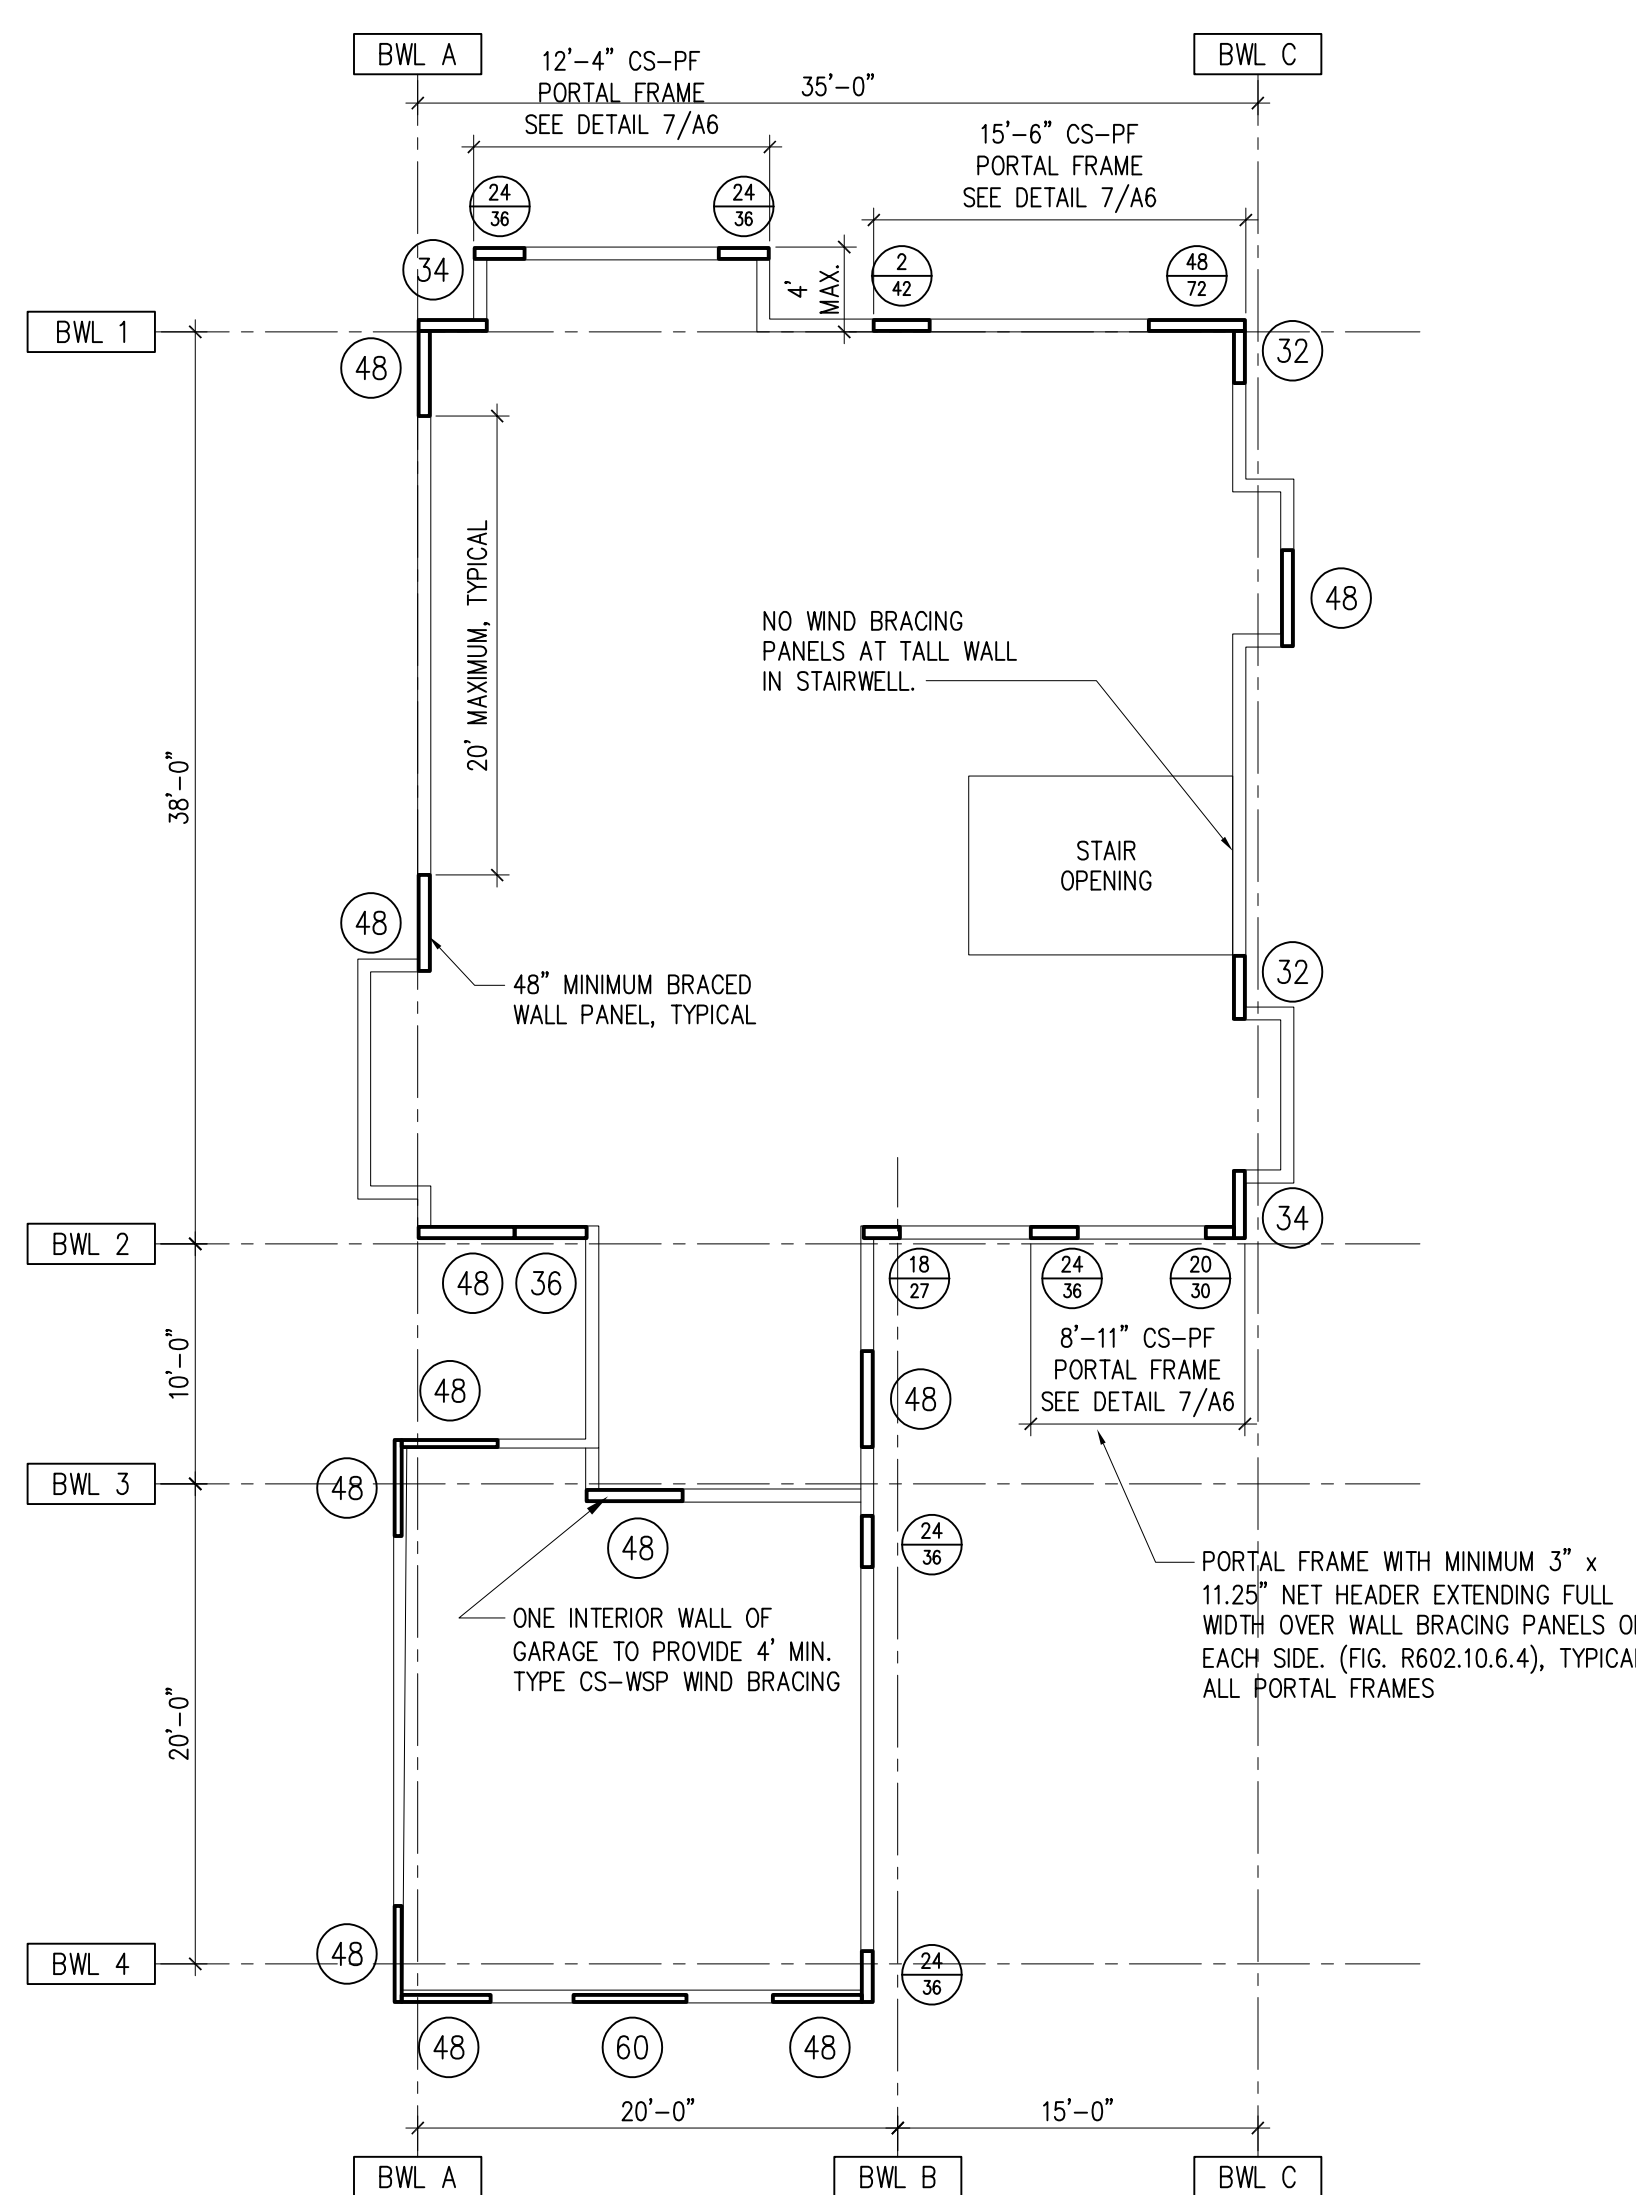 BWL A
BWL C
12'-4" CS-PF
PORTAL FRAME
SEE DETAIL 7/A6
35'-0"
15'-6" CS-PF
PORTAL FRAME
SEE DETAIL 7/A6
24
36
24
36
34
4'
MAX.
2
42
48
72
BWL 1
48
32
20' MAXIMUM, TYPICAL
48
NO WIND BRACING
PANELS AT TALL WALL
IN STAIRWELL.
38'-0"
STAIR
OPENING
48
32
48" MINIMUM BRACED
WALL PANEL, TYPICAL
34
BWL 2
48
36
18
27
24
36
20
30
8'-11" CS-PF
PORTAL FRAME
SEE DETAIL 7/A6
10'-0"
48
48
BWL 3
48
48
24
36
PORTAL FRAME WITH MINIMUM 3" x
11.25" NET HEADER EXTENDING FULL
WIDTH OVER WALL BRACING PANELS
EACH SIDE. (FIG. R602.10.6.4),
ALL PORTAL FRAMES
ONE INTERIOR WALL OF
GARAGE TO PROVIDE 4' MIN.
TYPE CS-WSP WIND BRACING
20'-0"
48
BWL 4
24
36
48
60
48
20'-0"
15'-0"
BWL A
BWL B
BWL C